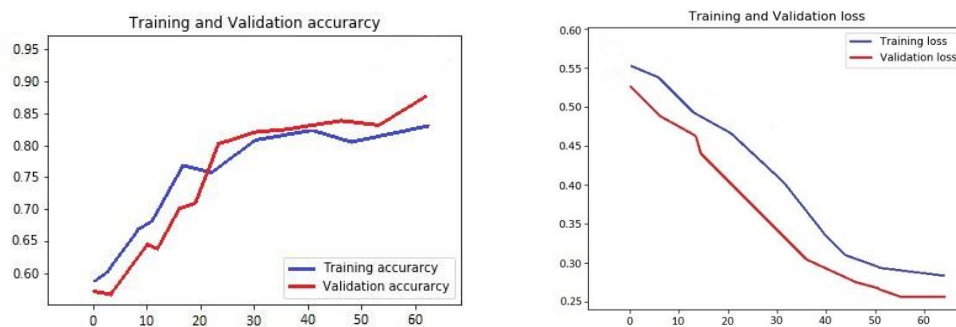 Training and Validation accurarcy
0.95
0.90
0.85
0.80
0.75
0.70
0.65
0.60
0 10 20 30 40 50 60
Training accurarcy
Validation accurarcy
Training and Validation loss
0.60
0.55
0.50
0.45
0.40
0.35
0.30
0.25
0 10 20 30 40 50 60
Training loss
Validation loss